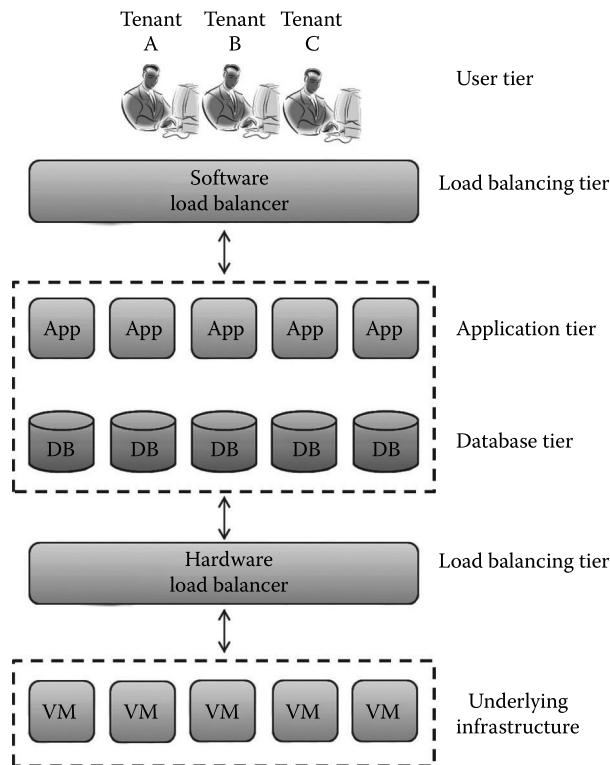 Tenant A
Tenant B
Tenant C
User tier
Software load balancer
Load balancing tier
App App App App App
Application tier
DB DB DB DB DB
Database tier
Hardware load balancer
Load balancing tier
VM VM VM VM VM
Underlying infrastructure